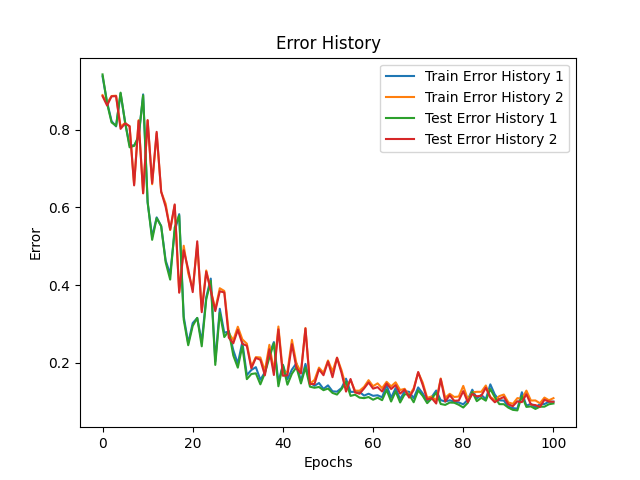 Error History
Train Error History 1
Train Error History 2
Test Error History 1
Test Error History 2
Error
0.8
0.6
0.4
0.2
0
20
40
60
80
100
Epochs